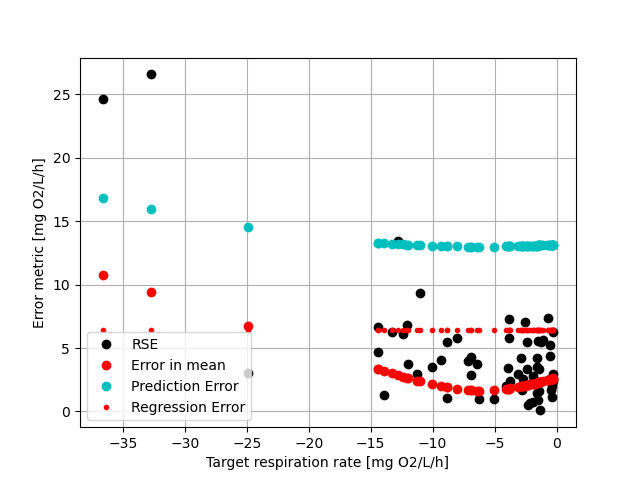 25
20
15
10
5
0
Error metric [mg O2/L/h]
RSE
Error in mean
Prediction Error
Regression Error
−35
−30
−25
−20
−15
−10
−5
0
Target respiration rate [mg O2/L/h]